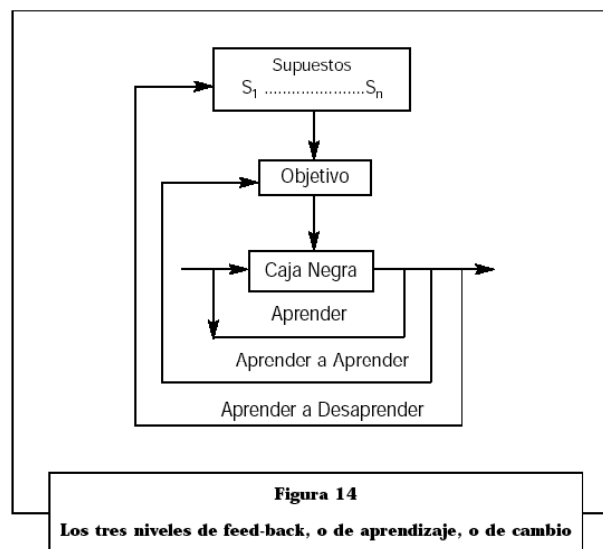 Supuestos
S1 ......................Sn
Objetivo
Caja Negra
Aprender
Aprender a Aprender
Aprender a Desaprender
Figura 14
Los tres niveles de feed-back, o de aprendizaje, o de cambio